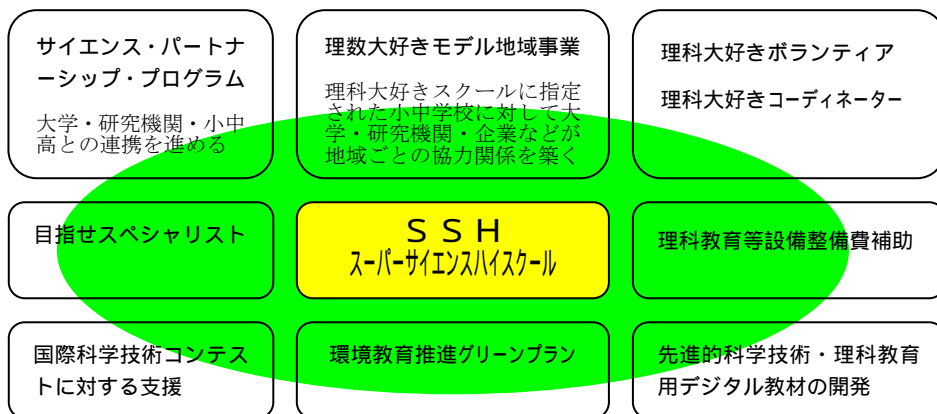 サイエンス・パートナ
ーシップ・プログラム
大学・研究機関・小中
高との連携を進める
理数大好きモデル地域事業
理科大好きスクールに指定
された小中学校に対して大
学・研究機関・企業などが
地域ごとの協力関係を築く
理科大好きボランティア
理科大好きコーディネーター
目指せスペシャリスト
ＳＳＨ
スーパーサイエンスハイスクール
理科教育等設備整備費補助
国際科学技術コンテス
トに対する支援
環境教育推進グリーンプラン
先進的科学技術・理科教育
用デジタル教材の開発